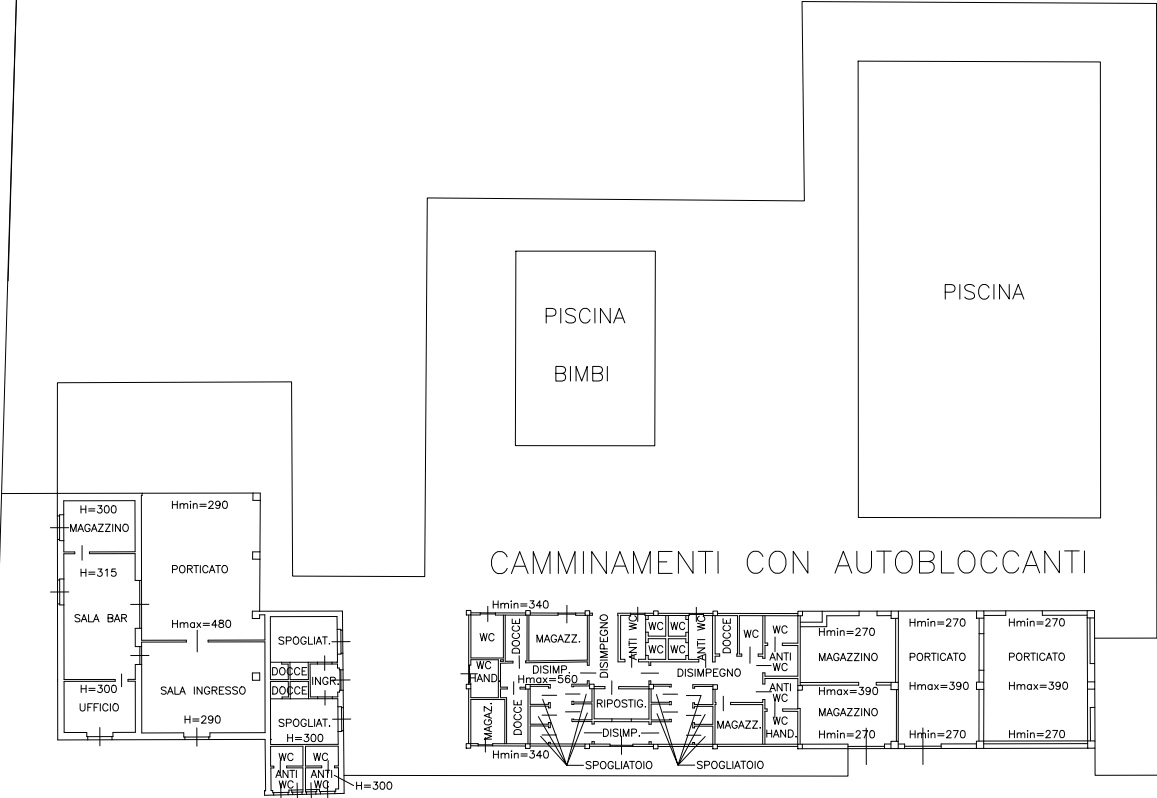 PISCINA
PISCINA
BIMBI
CAMMINAMENTI CON AUTOBLOCCANTI
H=300
MAGAZZINO
H=315
SALA BAR
H=300
UFFICIO
Hmin=290
PORTICATO
Hmax=480
SALA INGRESSO
H=290
SPOGLIAT.
DOCCE
DOCCE
INGR.
SPOGLIAT.
H=300
WC
WC
ANTI
WC
ANTI
WC
H=300
Hmin=340
WC
DOCCE
MAGAZZ.
WC
HAND.
DISIMP.
Hmax=560
MAGAZ.
DOCCE
Hmin=340
DISIMPEGNO
ANTI WC
WC
WC
WC
WC
ANTI WC
DOCCE
WC
WC
ANTI
WC
DISIMPEGNO
RIPOSTIG.
DISIMP.
SPOGLIATOIO
SPOGLIATOIO
MAGAZZ.
ANTI
WC
WC
HAND.
Hmin=270
MAGAZZINO
Hmax=390
MAGAZZINO
Hmin=270
Hmin=270
PORTICATO
Hmax=390
Hmin=270
Hmin=270
PORTICATO
Hmax=390
Hmin=270